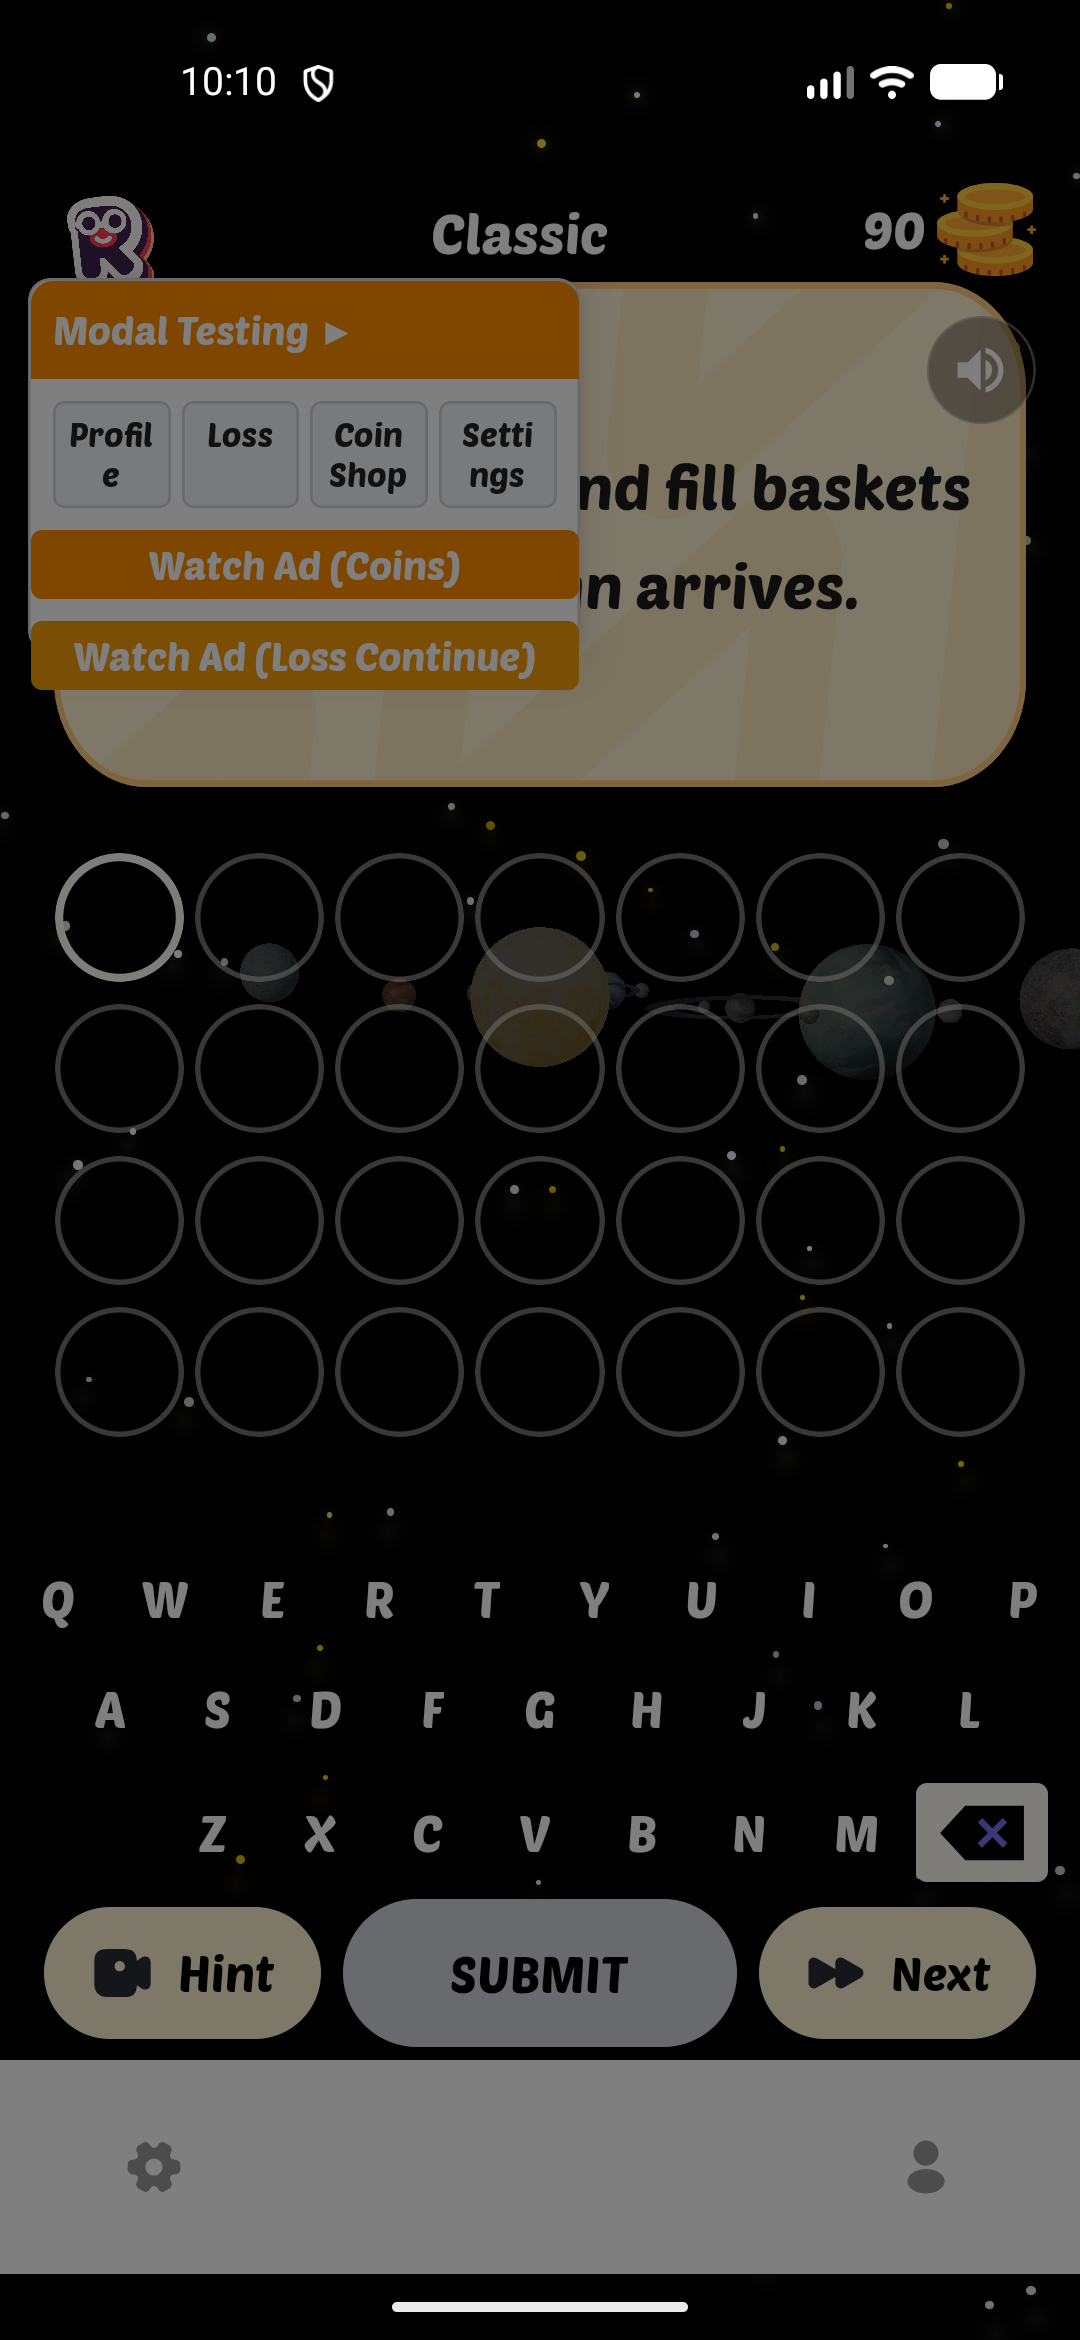 10:10
Classic
90
Modal Testing ►
Profil
e
Loss
Coin
Shop
Setti
ngs
nd fill baskets
Watch Ad (Coins)
n arrives.
Watch Ad (Loss Continue)
Q W E R T Y U I O P
A S D F G H J K L
Z X C V B N M
Hint
SUBMIT
Next